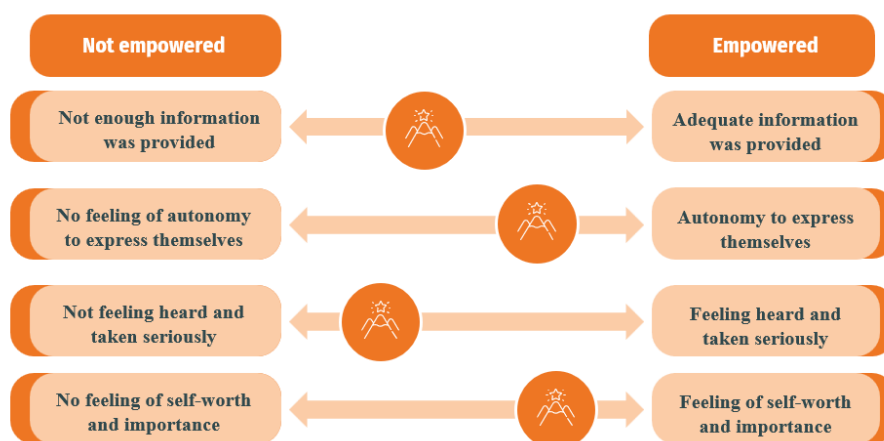 Not empowered
Empowered
Not enough information
was provided
Adequate information
was provided
No feeling of autonomy
to express themselves
Autonomy to express
themselves
Not feeling heard and
taken seriously
Feeling heard and
taken seriously
No feeling of self-worth
and importance
Feeling of self-worth
and importance